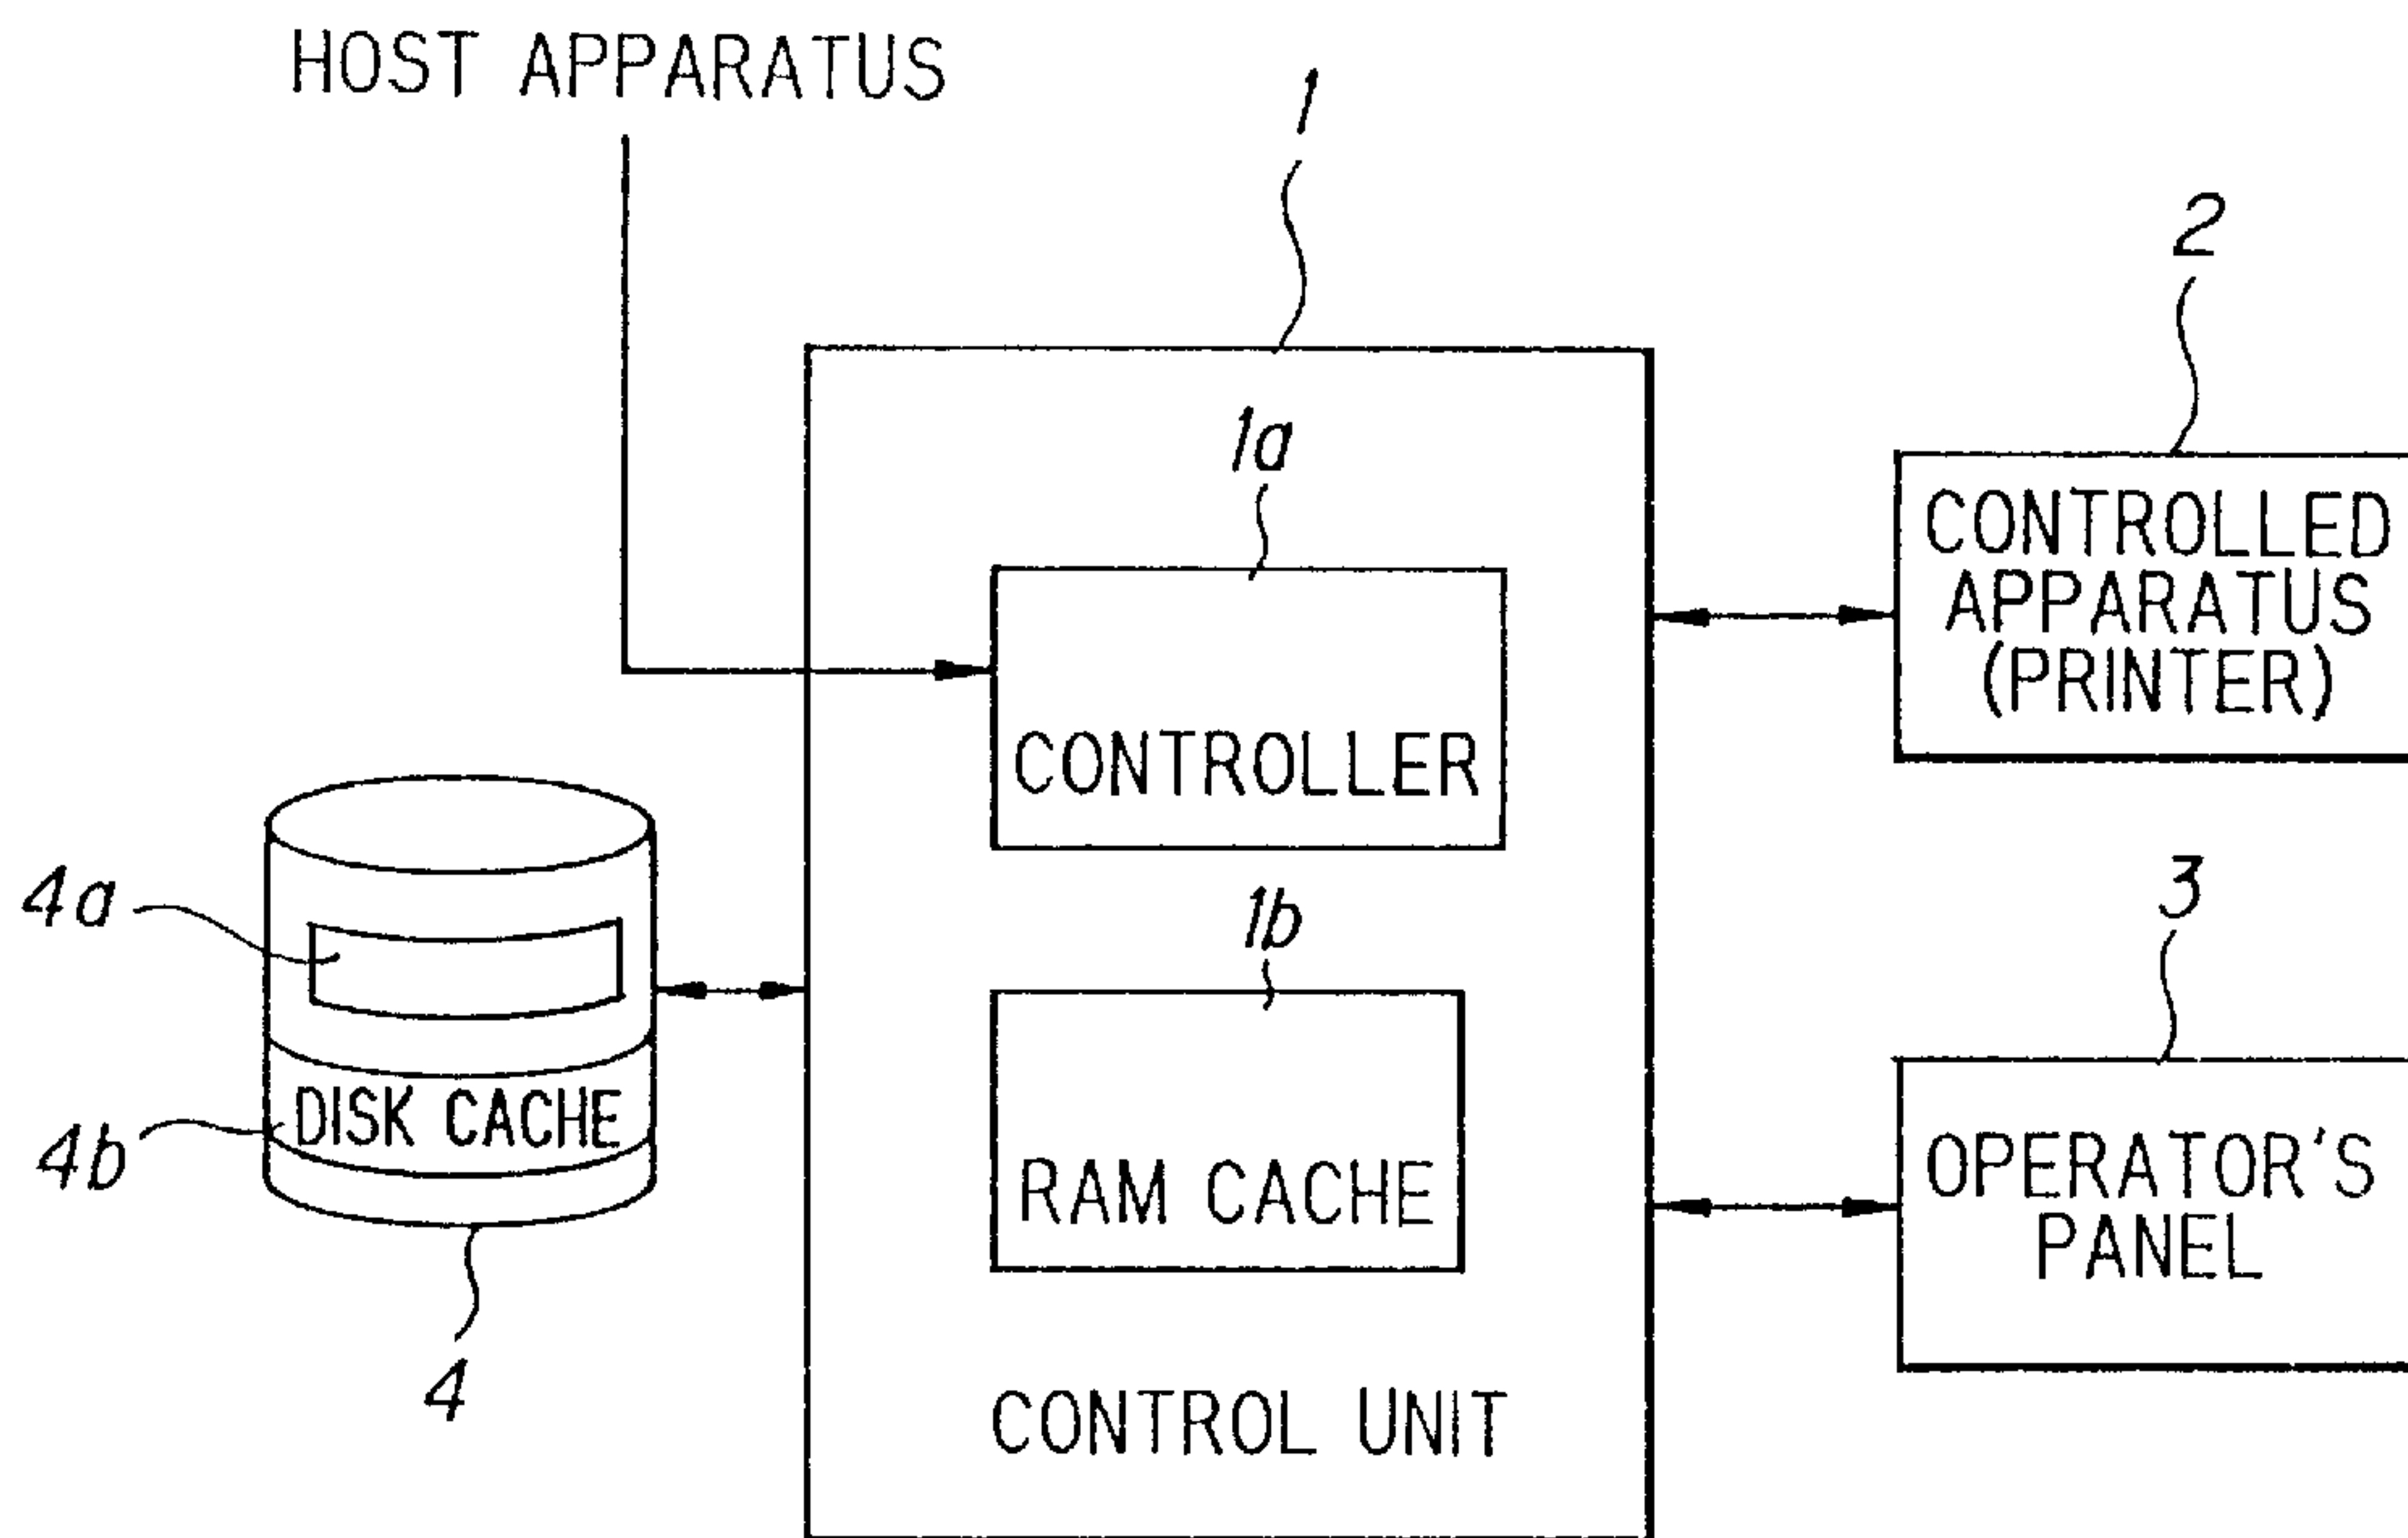 HOST APPARATUS
1
2
1a
CONTROLLED
APPARATUS
(PRINTER)
CONTROLLER
4a
1b
3
DISK CACHE
4b
RAM CACHE
OPERATOR'S
PANEL
4
CONTROL UNIT